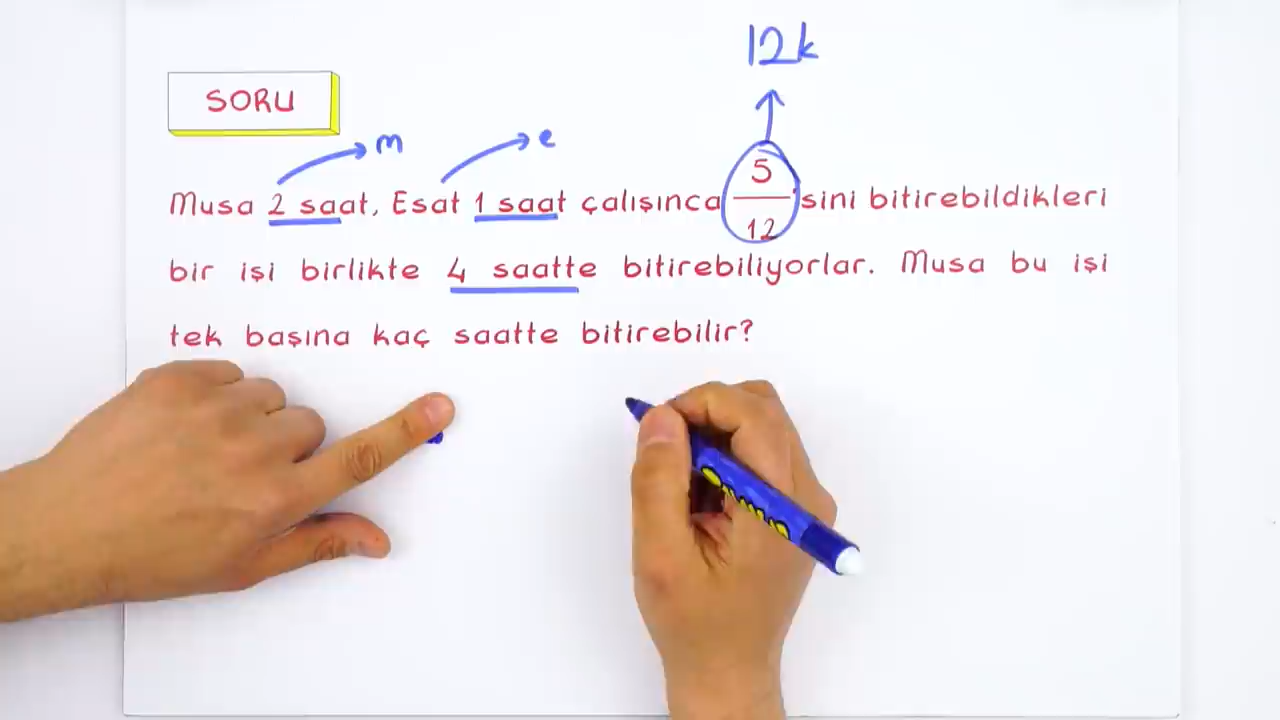 12k
SORU
m
e
Musa 2 saat, Esat 1 saat çalışınca 5/12 'sini bitirebildikleri
bir işi birlikte 4 saatte bitirebiliyorlar. Musa bu işi
tek başına kaç saatte bitirebilir?